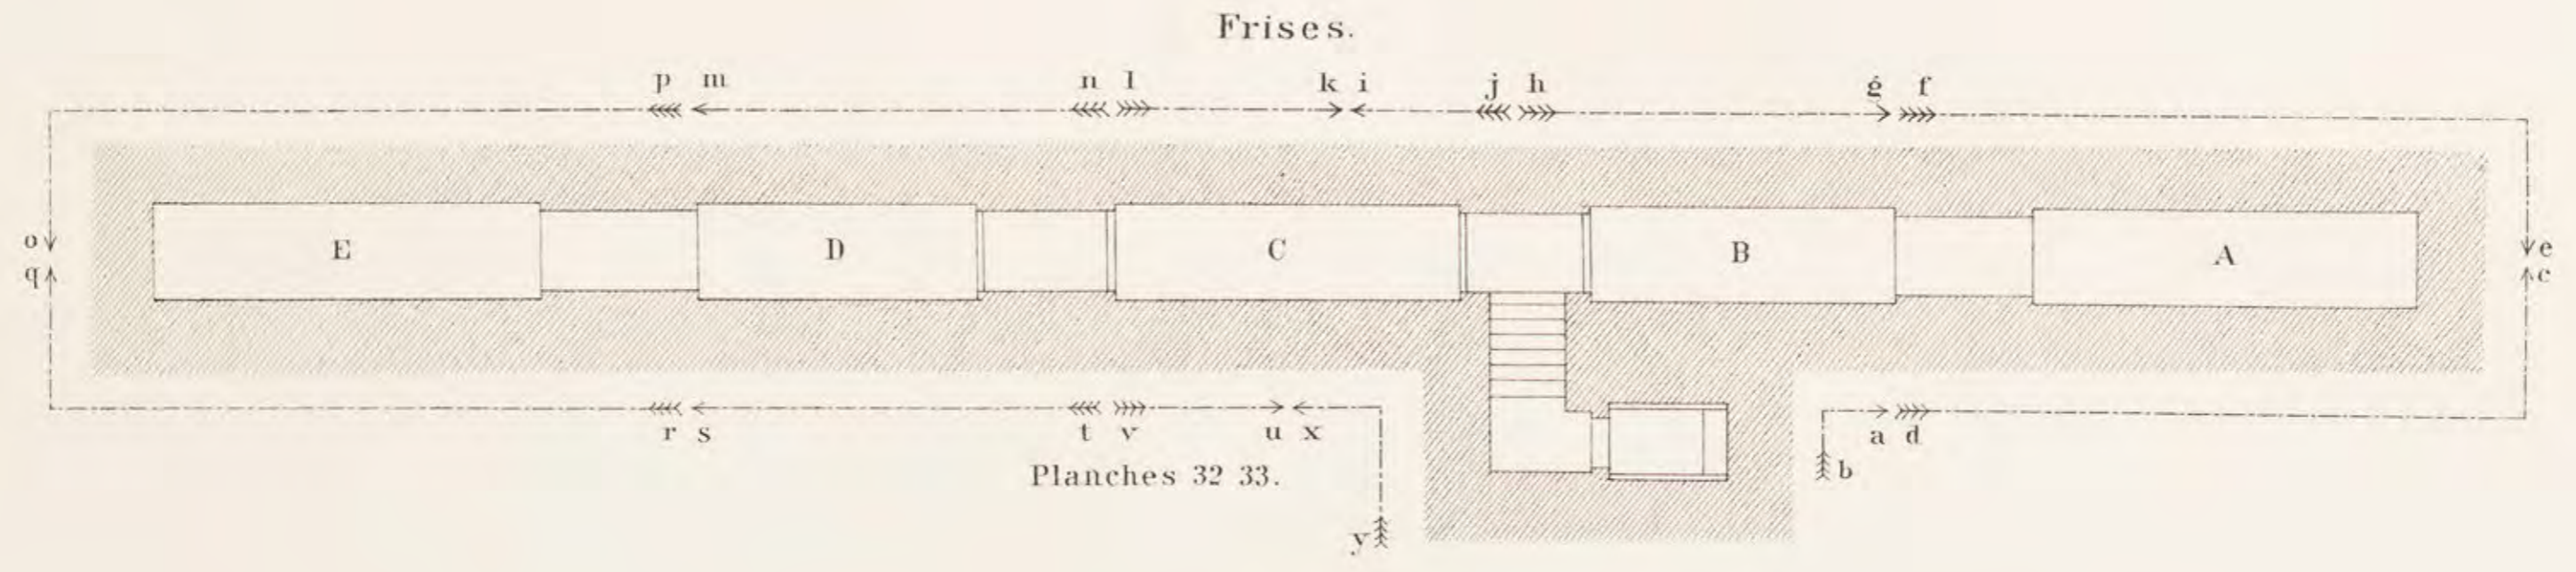 Frises.
p m n l k i j h g f
o e
E D C B A
q c
r s t v u x a d
Planches 32 33.
b
y